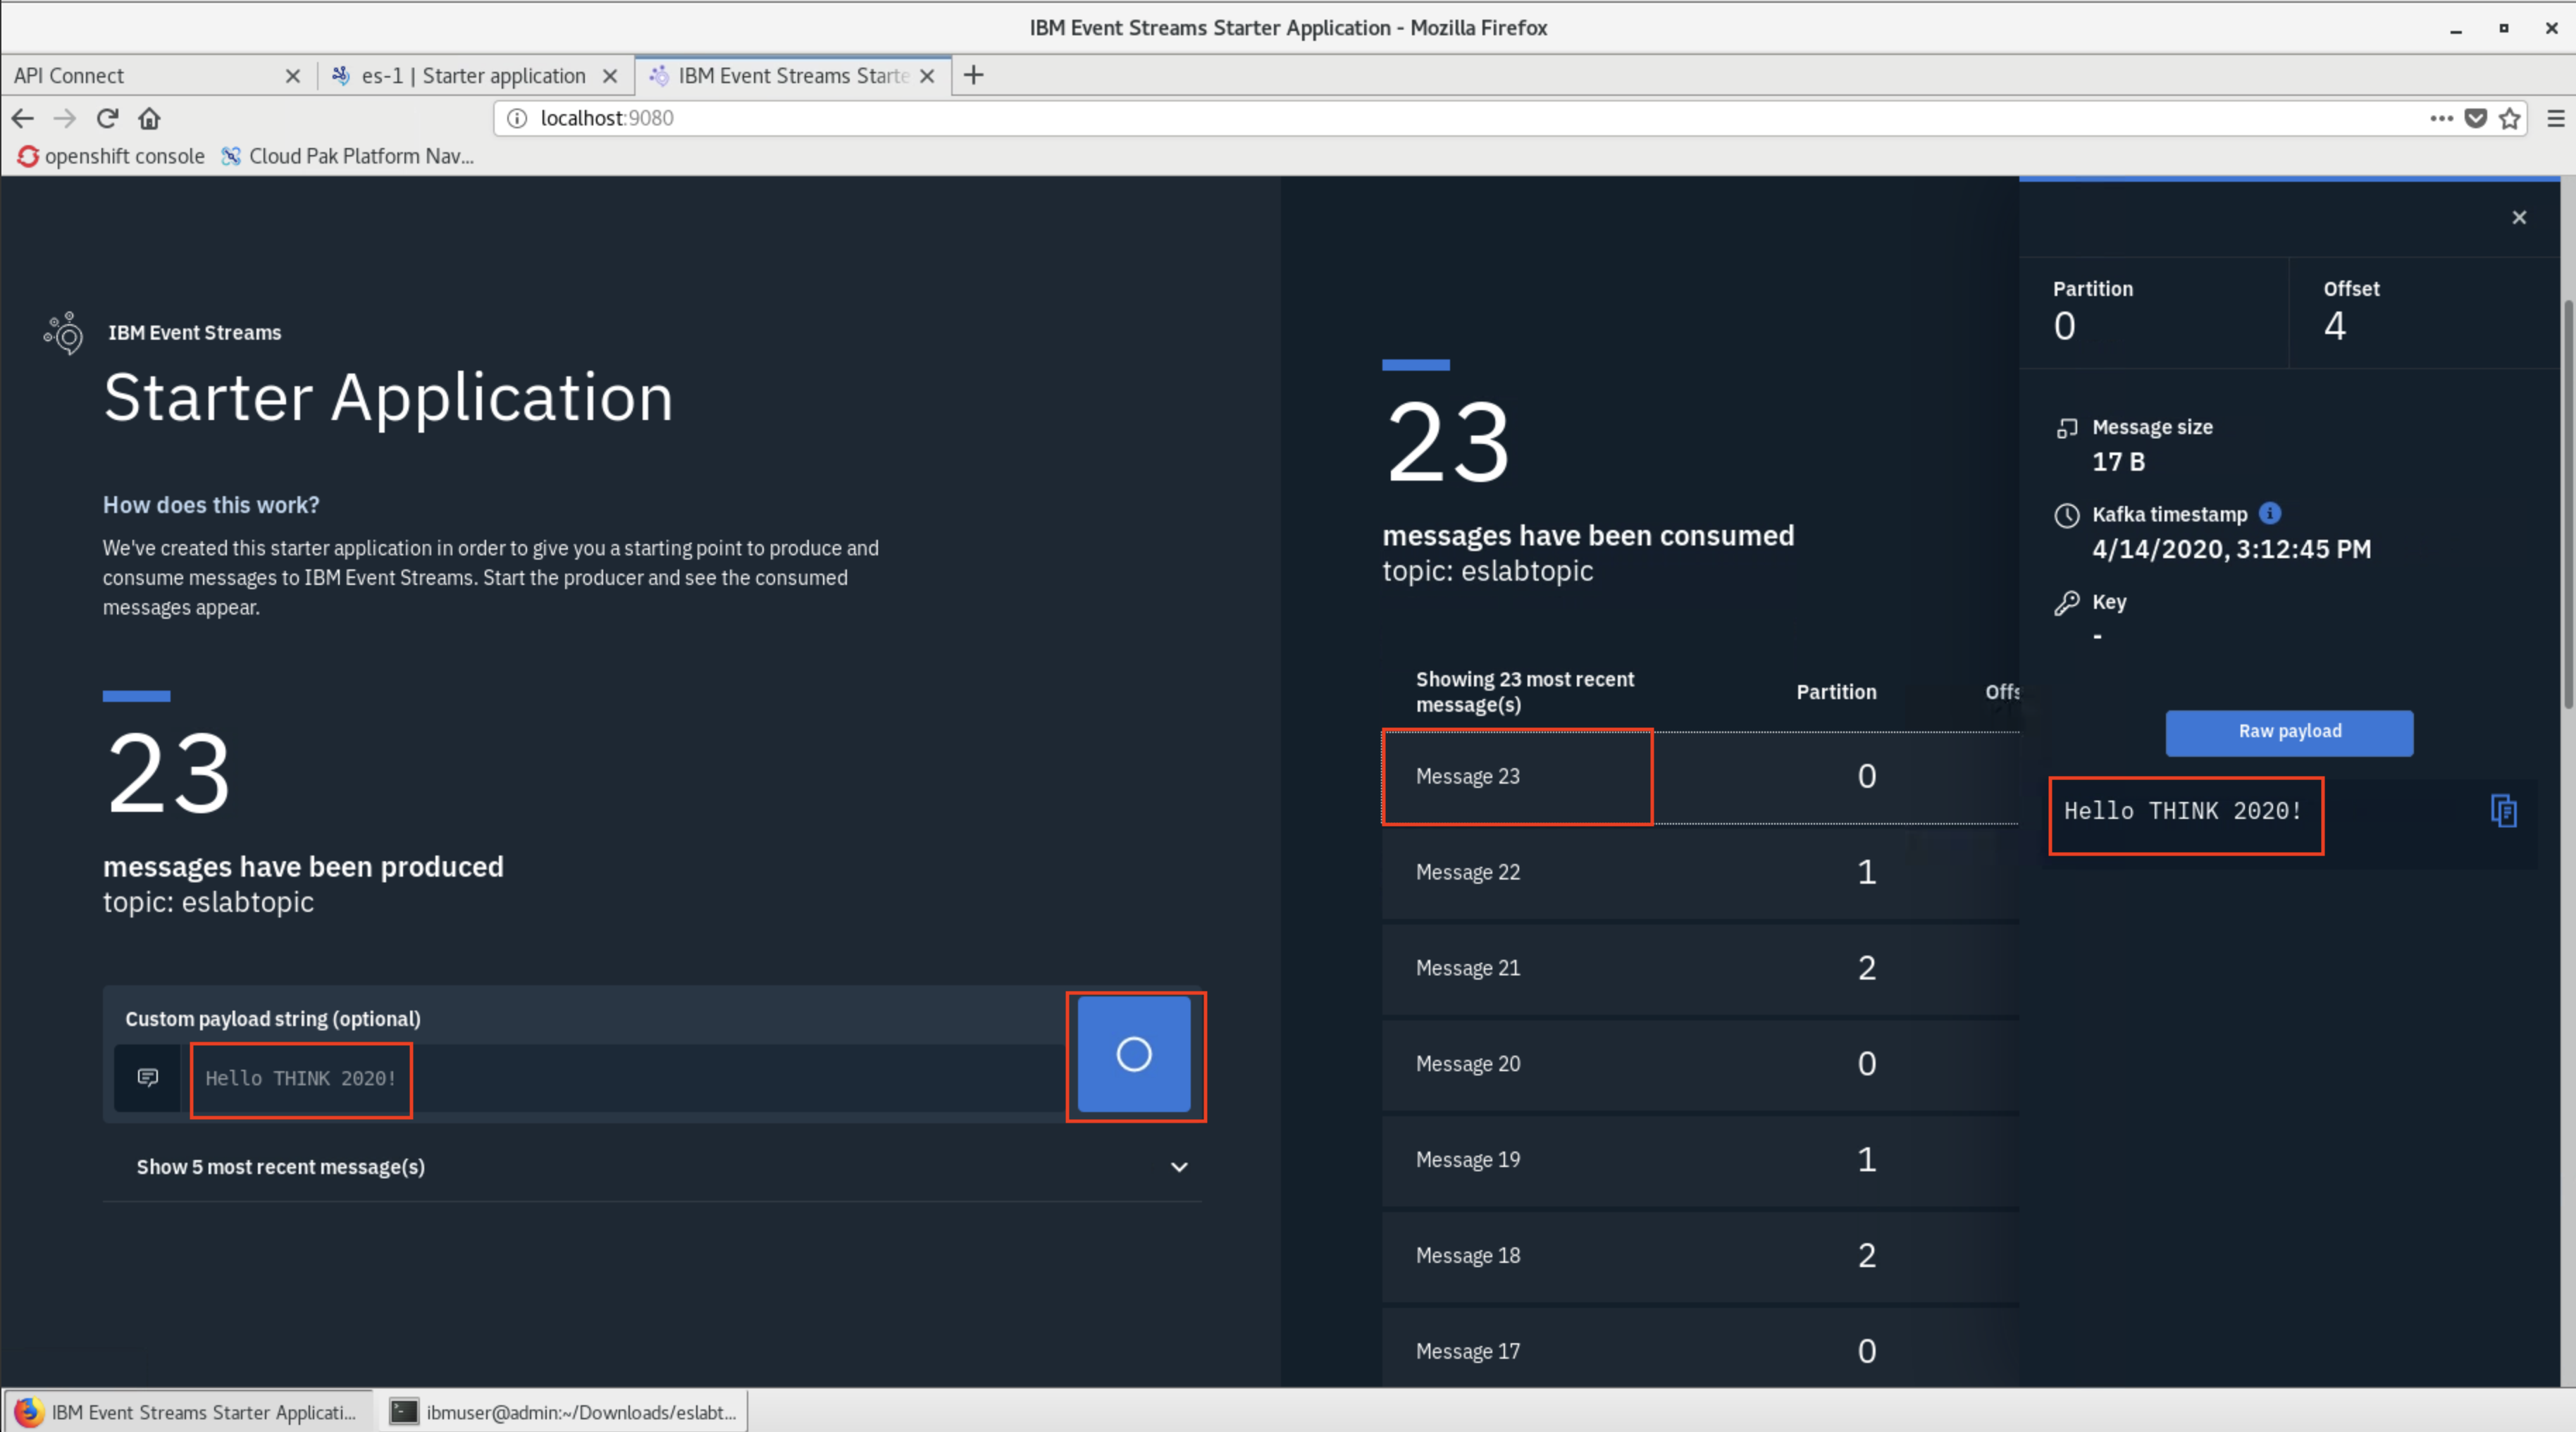 IBM Event Streams Starter Application - Mozilla Firefox
API Connect
es-1 | Starter application
IBM Event Streams Starte
localhost:9080
openshift console
Cloud Pak Platform Nav...
IBM Event Streams
Starter Application
How does this work?
We've created this starter application in order to give you a starting point to produce and
consume messages to IBM Event Streams. Start the producer and see the consumed
messages appear.
23
messages have been produced
topic: eslabtopic
Custom payload string (optional)
Hello THINK 2020!
Show 5 most recent message(s)
23
messages have been consumed
topic: eslabtopic
Showing 23 most recent
message(s)
Partition
Offs
Message 23 0
Message 22 1
Message 21 2
Message 20 0
Message 19 1
Message 18 2
Message 17 0
Partition
0
Offset
4
Message size
17 B
Kafka timestamp
4/14/2020, 3:12:45 PM
Key
-
Raw payload
Hello THINK 2020!
IBM Event Streams Starter Applicati...
ibmuser@admin:~/Downloads/eslabt...